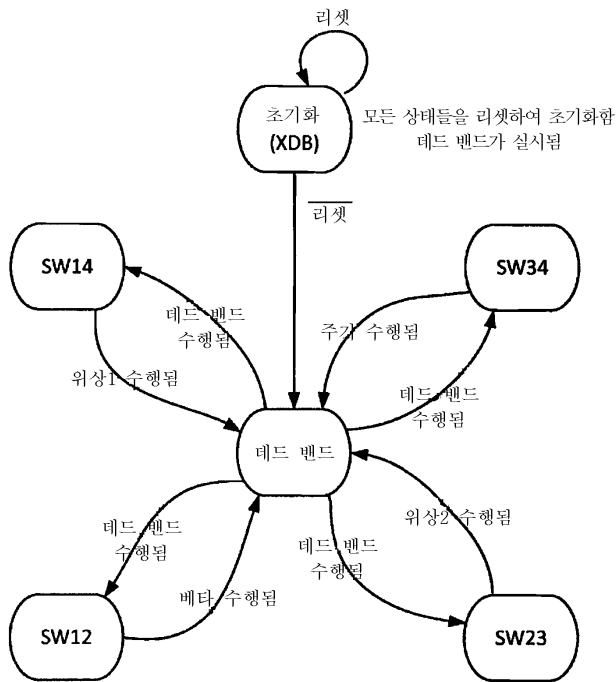 리셋
초기화
(XDB)
모든 상태들을 리셋하여 초기화함
데드 밴드가 실시됨
리셋
SW14
SW34
데드 밴드
수행됨
주기 수행됨
위상1 수행됨
데드 밴드
수행됨
데드 밴드
데드 밴드
수행됨
위상2 수행됨
데드 밴드
수행됨
베타 수행됨
SW12
SW23